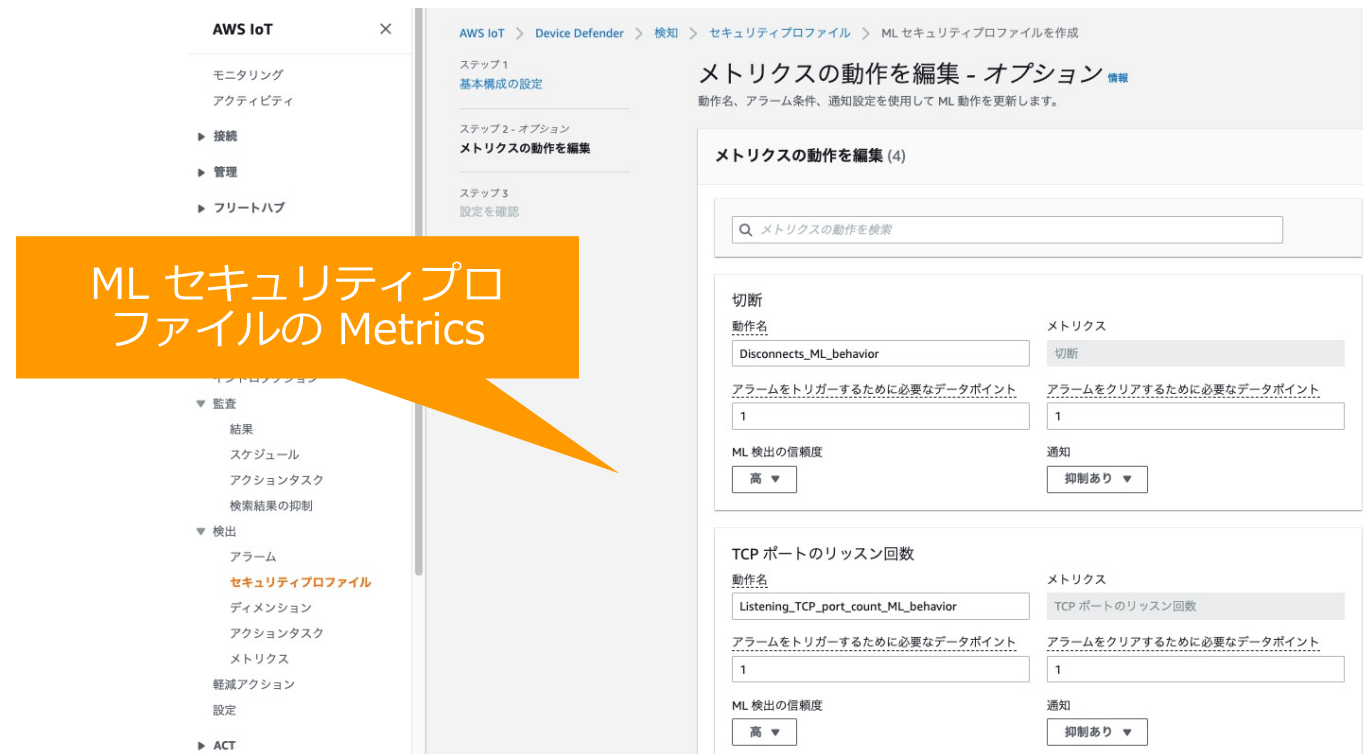 AWS IoT
×
モニタリング
アクティビティ
▶ 接続
▶ 管理
▶ フリートハブ
ML セキュリティプロ
ファイルの Metrics
イントロダクション
▼ 監査
結果
スケジュール
アクションタスク
検索結果の抑制
▼ 検出
アラーム
セキュリティプロファイル
ディメンション
アクションタスク
メトリクス
軽減アクション
設定
▶ ACT
AWS IoT > Device Defender > 検知 > セキュリティプロファイル > ML セキュリティプロファイルを作成
ステップ 1
基本構成の設定
ステップ 2 - オプション
メトリクスの動作を編集
ステップ 3
設定を確認
メトリクスの動作を編集 - オプション 情報
動作名、アラーム条件、通知設定を使用して ML 動作を更新します。
メトリクスの動作を編集 (4)
メトリクスの動作を検索
切断
動作名 メトリクス
Disconnects_ML_behavior 切断
アラームをトリガーするために必要なデータポイント アラームをクリアするために必要なデータポイント
1 1
ML 検出の信頼度 通知
高 ▼ 抑制あり ▼
TCP ポートのリッスン回数
動作名 メトリクス
Listening_TCP_port_count_ML_behavior TCP ポートのリッスン回数
アラームをトリガーするために必要なデータポイント アラームをクリアするために必要なデータポイント
1 1
ML 検出の信頼度 通知
高 ▼ 抑制あり ▼